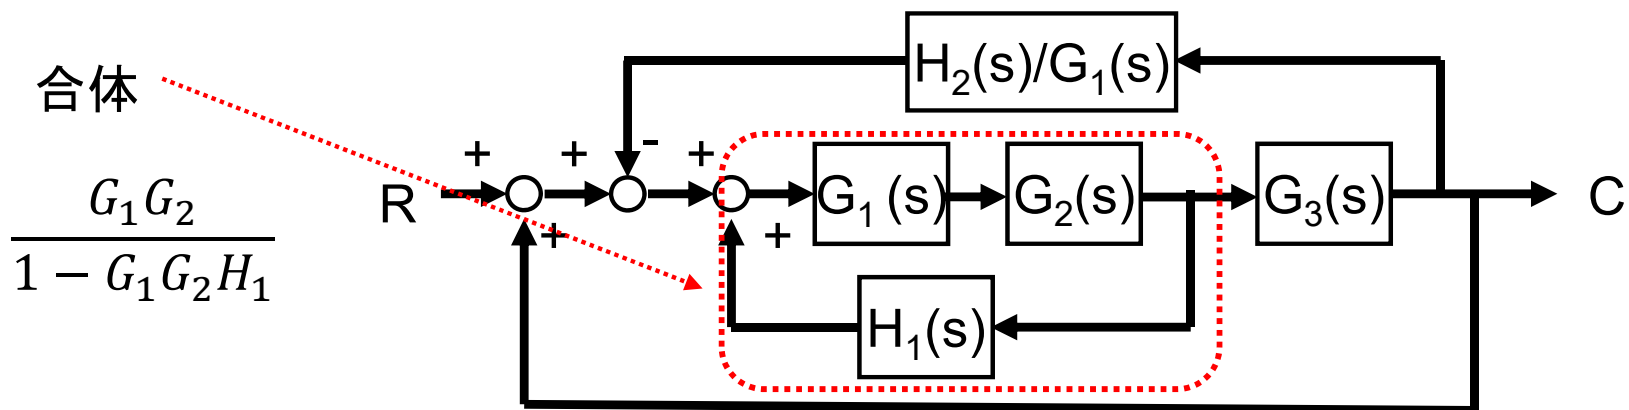 H₂(s)/G₁(s)
合体
+ + - +
R + G₁(s) G₂(s) G₃(s) C
+
G₁G₂
1 − G₁G₂H₁
H₁(s)